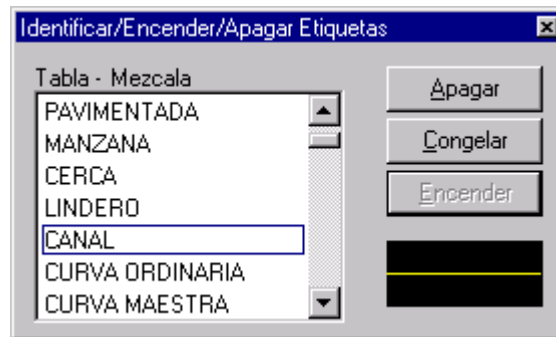 Identificar/Encender/Apagar Etiquetas
Tabla - Mezcala
PAVIMENTADA
MANZANA
CERCA
LINDERO
CANAL
CURVA ORDINARIA
CURVA MAESTRA
Apagar
Congelar
Encender